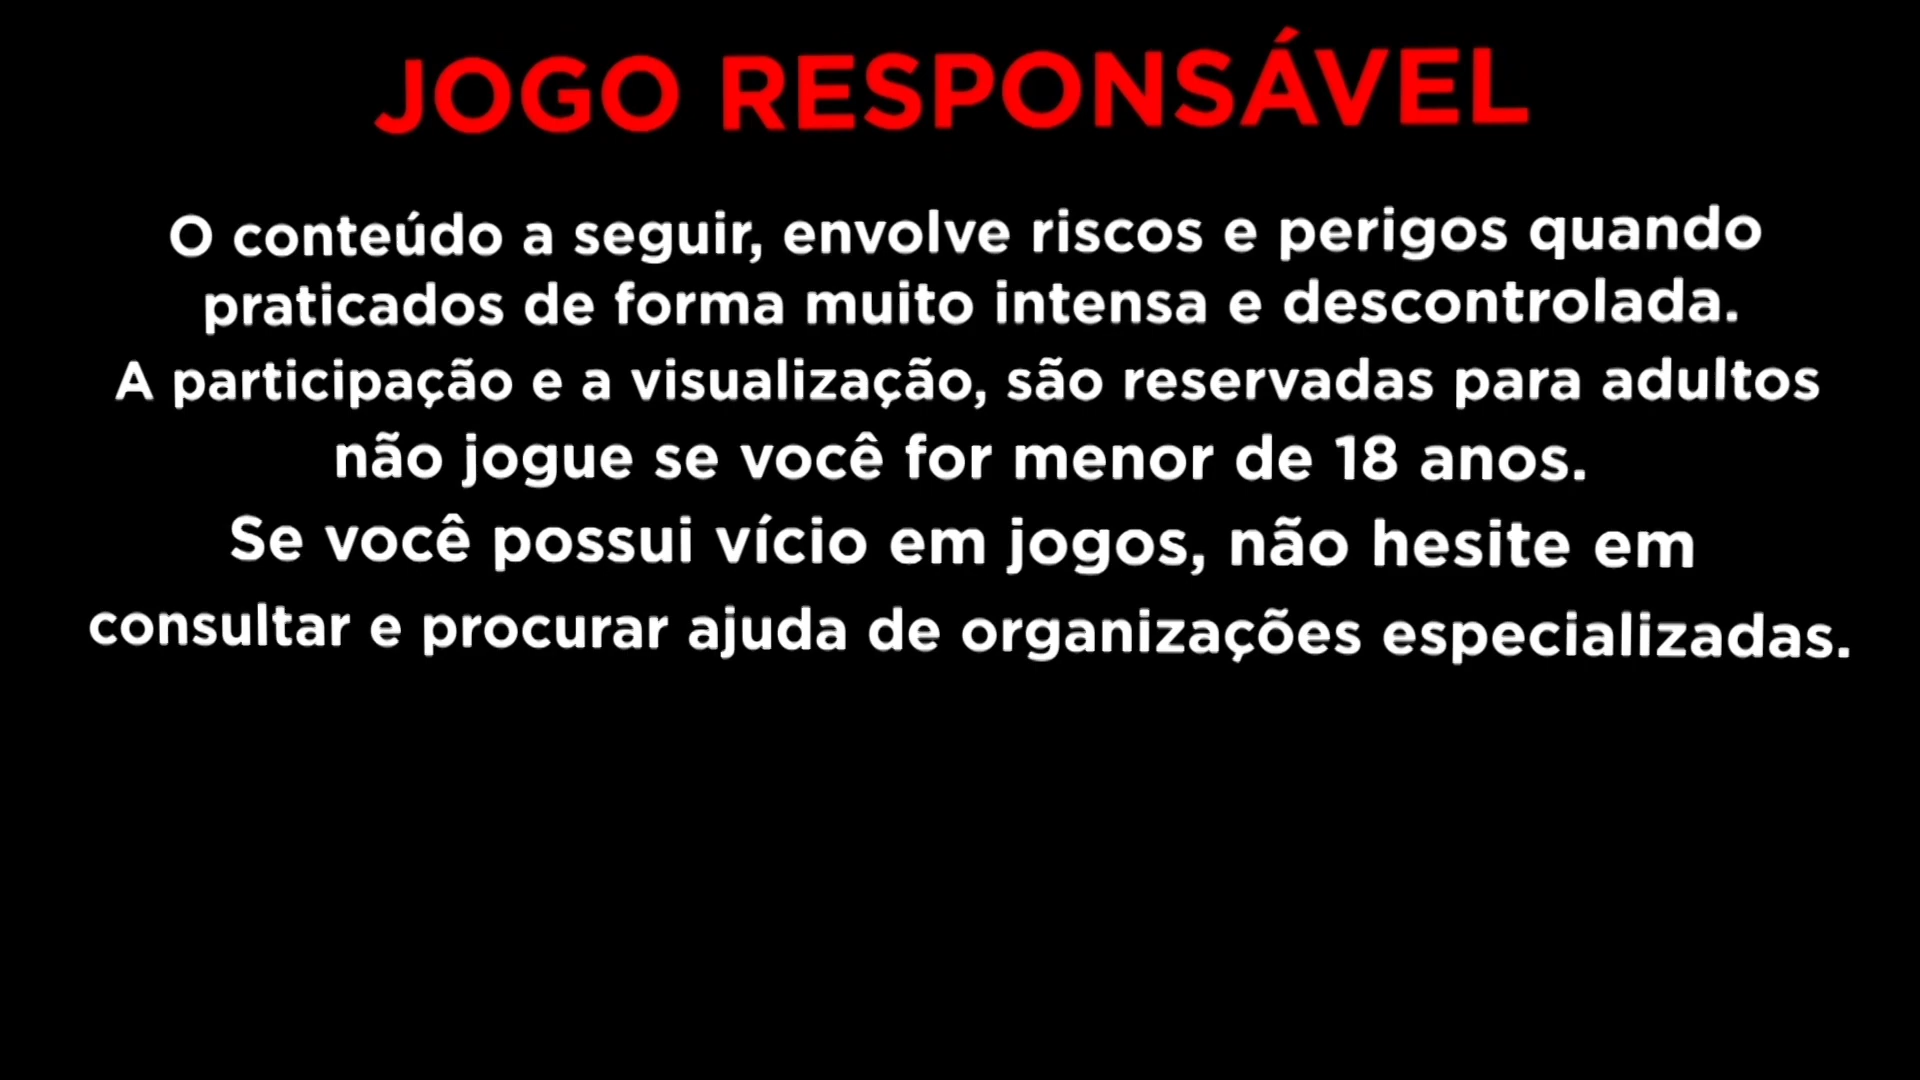 JOGO RESPONSÁVEL
O conteúdo a seguir, envolve riscos e perigos quando
praticados de forma muito intensa e descontrolada.
A participação e a visualização, são reservadas para adultos
não jogue se você for menor de 18 anos.
Se você possui vício em jogos, não hesite em
consultar e procurar ajuda de organizações especializadas.